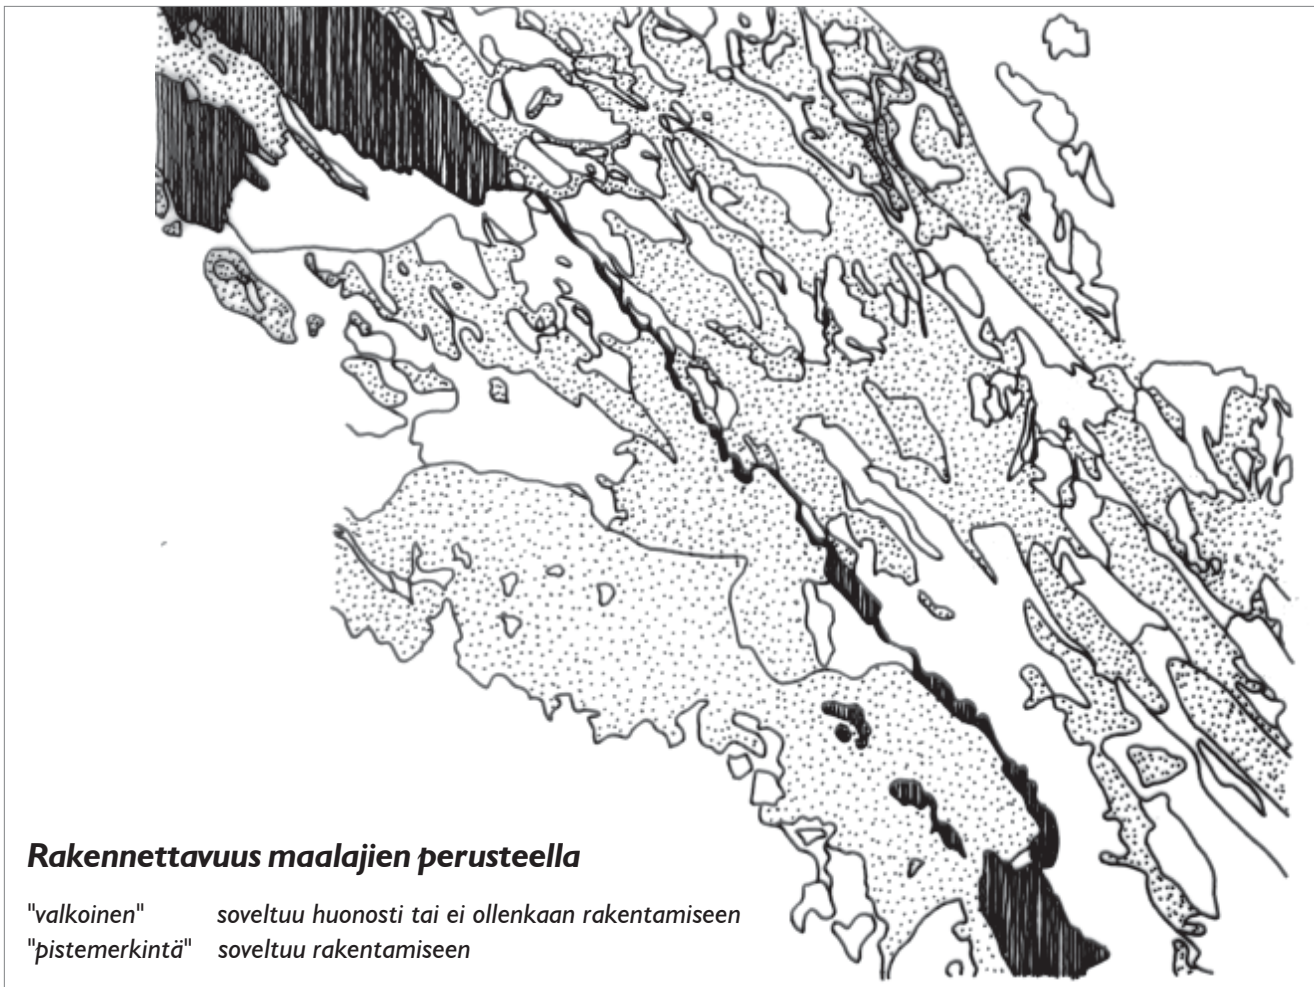 Rakennettavuus maalajien perusteella
"valkoinen" soveltuu huonosti tai ei ollenkaan rakentamiseen
"pistemerkintä" soveltuu rakentamiseen